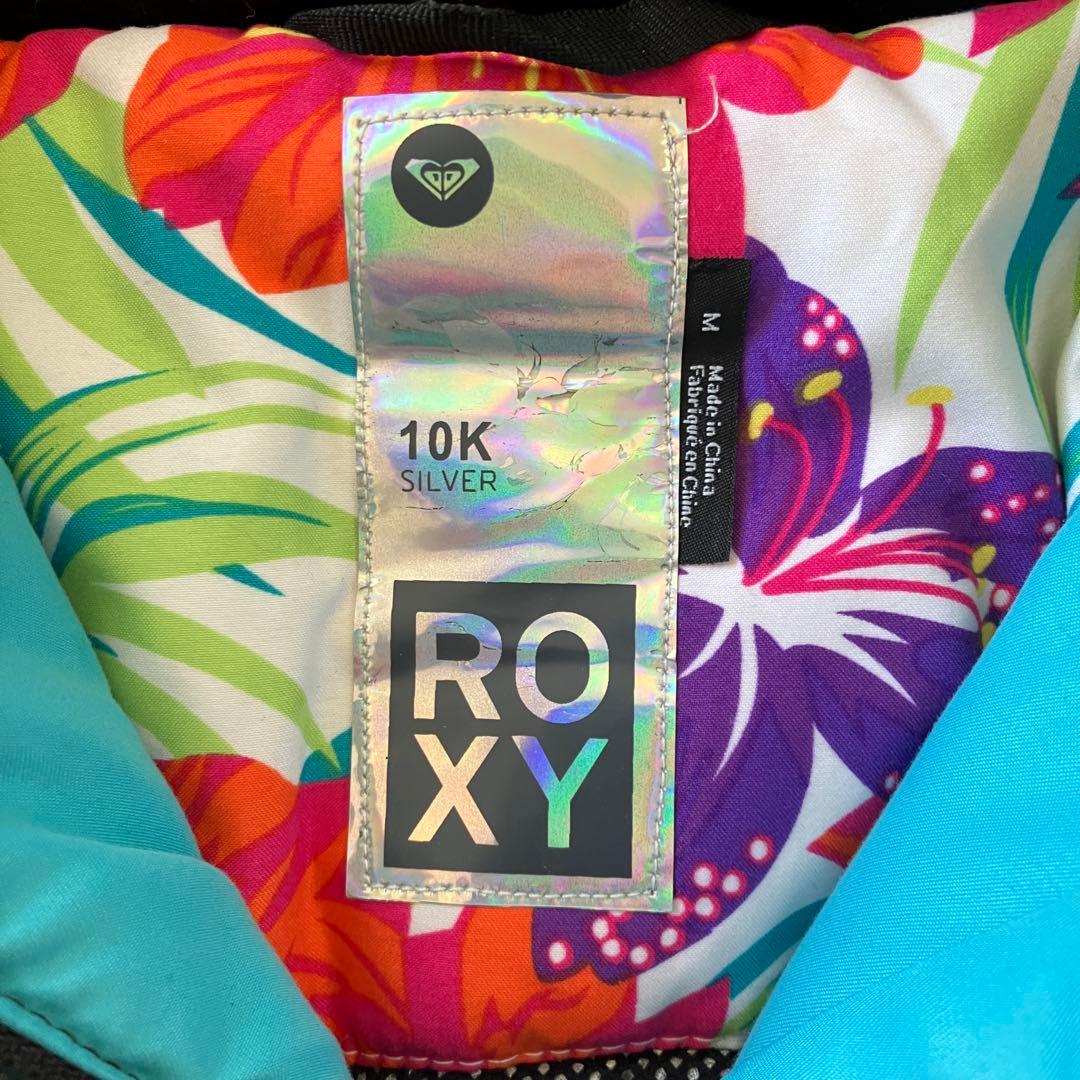 10K
SILVER
RO
XY
M
Made in China
Fabriqué en Chine